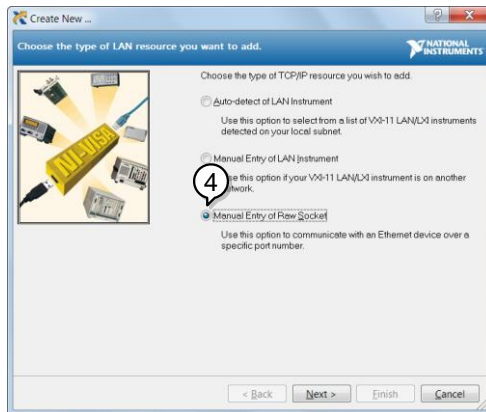 Create New ...
Choose the type of LAN resource you want to add.
NATIONAL
INSTRUMENTS
Choose the type of TCP/IP resource you wish to add.
Auto-detect of LAN Instrument
Use this option to select from a list of VXI-11 LAN/LXI instruments
detected on your local subnet.
Manual Entry of LAN Instrument
this option if your VXI-11 LAN/LXI instrument is on another
4
Manual Entry of Raw Socket
Use this option to communicate with an Ethernet device over a
specific port number.
NI-VISA
< Back
Next >
Finish
Cancel